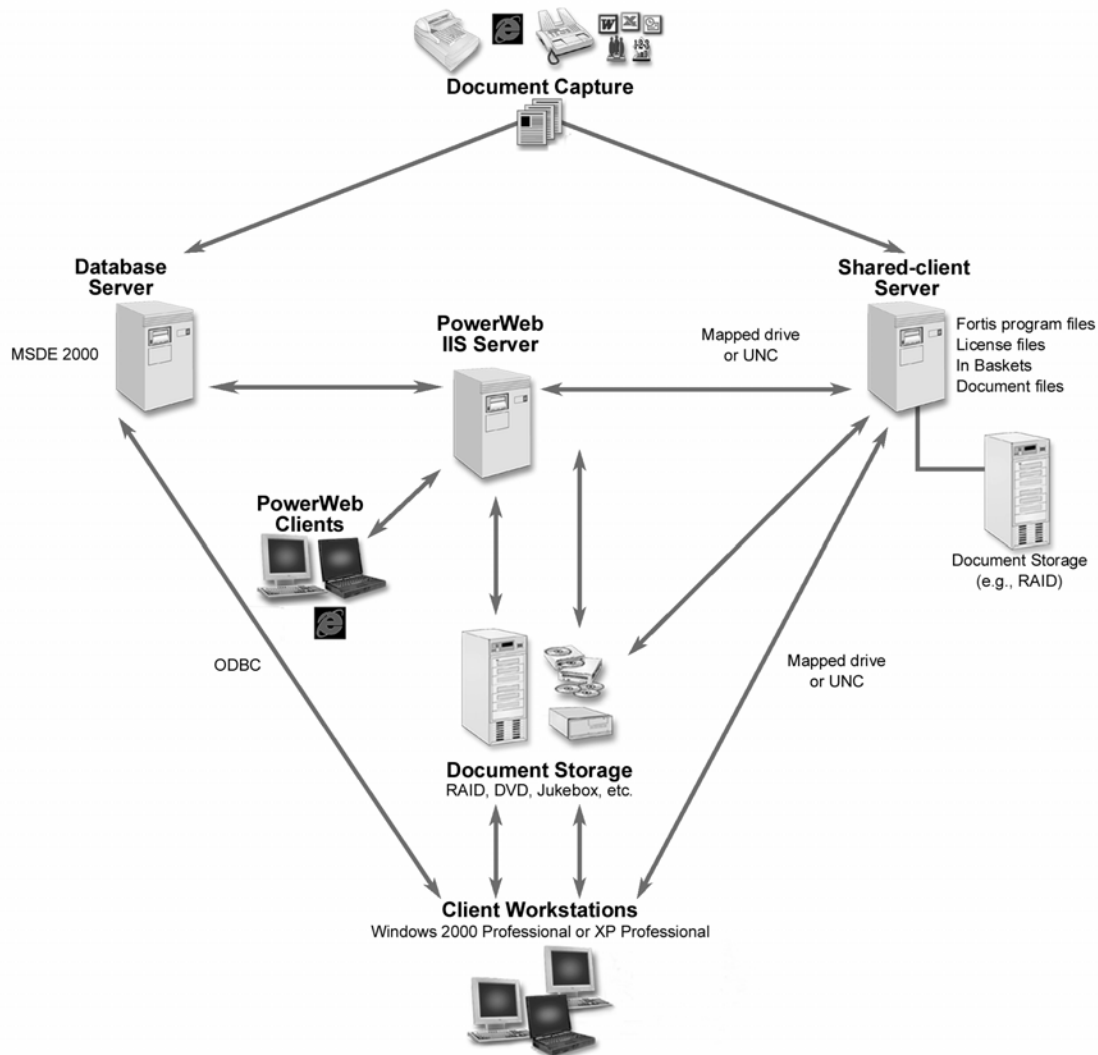 Document Capture
Database
Server
MSDE 2000
PowerWeb
IIS Server
Mapped drive
or UNC
Shared-client
Server
Fortis program files
License files
In Baskets
Document files
PowerWeb
Clients
Document Storage
(e.g., RAID)
ODBC
Mapped drive
or UNC
Document Storage
RAID, DVD, Jukebox, etc.
Client Workstations
Windows 2000 Professional or XP Professional